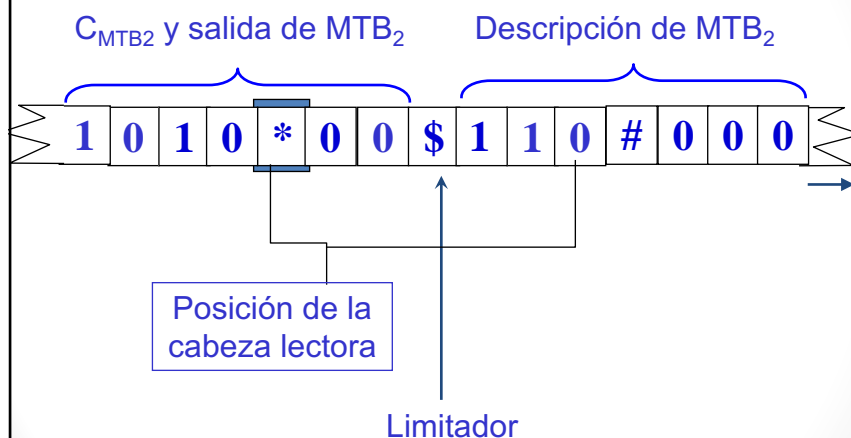 C_MTB2 y salida de MTB₂ Descripción de MTB₂
1 0 1 0 * 0 0 $ 1 1 0 # 0 0 0
Posición de la
cabeza lectora
Limitador